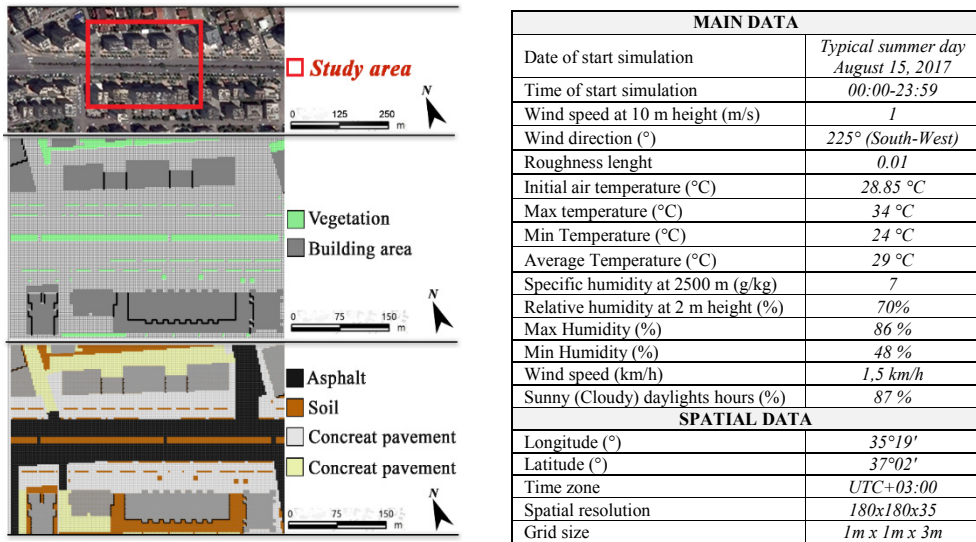 Study area
N
0 125 250
m
Vegetation
Building area
N
0 75 150
m
Asphalt
Soil
Concreat pavement
Concreat pavement
N
0 75 150
m
MAIN DATA
Date of start simulation Typical summer day
August 15, 2017
Time of start simulation 00:00-23:59
Wind speed at 10 m height (m/s) 1
Wind direction (°) 225° (South-West)
Roughness lenght 0.01
Initial air temperature (°C) 28.85 °C
Max temperature (°C) 34 °C
Min Temperature (°C) 24 °C
Average Temperature (°C) 29 °C
Specific humidity at 2500 m (g/kg) 7
Relative humidity at 2 m height (%) 70%
Max Humidity (%) 86 %
Min Humidity (%) 48 %
Wind speed (km/h) 1,5 km/h
Sunny (Cloudy) daylights hours (%) 87 %
SPATIAL DATA
Longitude (°) 35°19'
Latitude (°) 37°02'
Time zone UTC+03:00
Spatial resolution 180x180x35
Grid size 1m x 1m x 3m